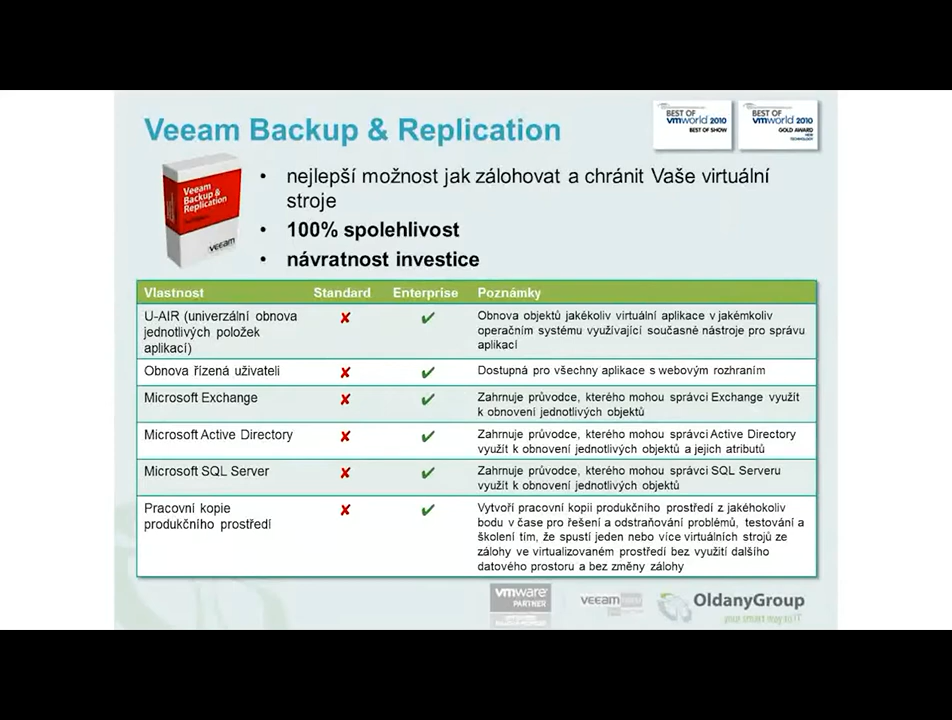 Veeam Backup & Replication
BEST OF
vmworld 2010
BEST OF SHOW
BEST OF
vmworld 2010
GOLD AWARD
NEW
TECHNOLOGY
Veeam
Backup &
Replication
veeam
• nejlepší možnost jak zálohovat a chránit Vaše virtuální
stroje
• 100% spolehlivost
• návratnost investice
Vlastnost Standard Enterprise Poznámky
U-AIR (univerzální obnova
jednotlivých položek
aplikací)
✘ ✔
Obnova objektů jakékoliv virtuální aplikace v jakémkoliv
operačním systému využívající současné nástroje pro správu
aplikací
Obnova řízená uživateli ✘ ✔ Dostupná pro všechny aplikace s webovým rozhraním
Microsoft Exchange ✘ ✔ Zahrnuje průvodce, kterého mohou správci Exchange využít
k obnovení jednotlivých objektů
Microsoft Active Directory ✘ ✔ Zahrnuje průvodce, kterého mohou správci Active Directory
využít k obnovení jednotlivých objektů a jejich atributů
Microsoft SQL Server ✘ ✔ Zahrnuje průvodce, kterého mohou správci SQL Serveru
využít k obnovení jednotlivých objektů
Pracovní kopie
produkčního prostředí
✘ ✔
Vytvoří pracovní kopii produkčního prostředí z jakéhokoliv
bodu v čase pro řešení a odstraňování problémů, testování a
školení tím, že spustí jeden nebo více virtuálních strojů ze
zálohy ve virtualizovaném prostředí bez využití dalšího
datového prostoru a bez změny zálohy
vmware
PARTNER
veeam
OldanyGroup
your smart way to IT